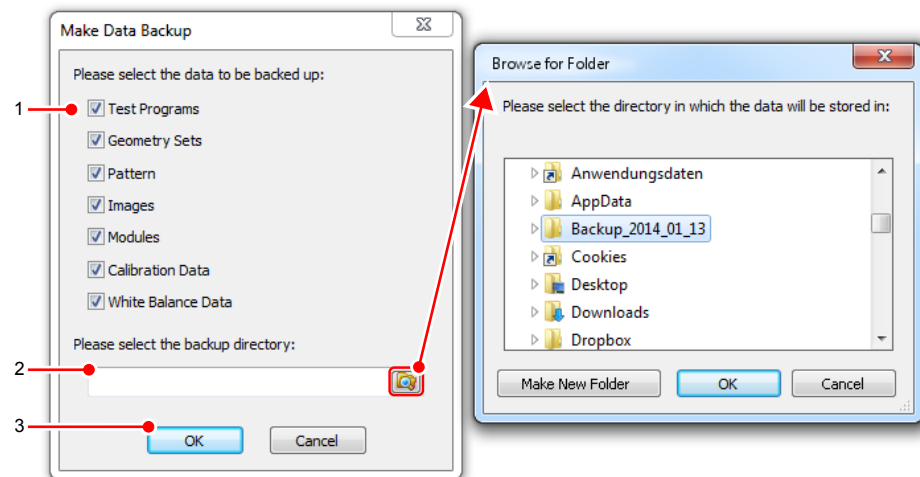 Make Data Backup
Please select the data to be backed up:
1
Test Programs
Geometry Sets
Pattern
Images
Modules
Calibration Data
White Balance Data
Please select the backup directory:
2
3
OK
Cancel
Browse for Folder
Please select the directory in which the data will be stored in:
Anwendungsdaten
AppData
Backup_2014_01_13
Cookies
Desktop
Downloads
Dropbox
Make New Folder
OK
Cancel